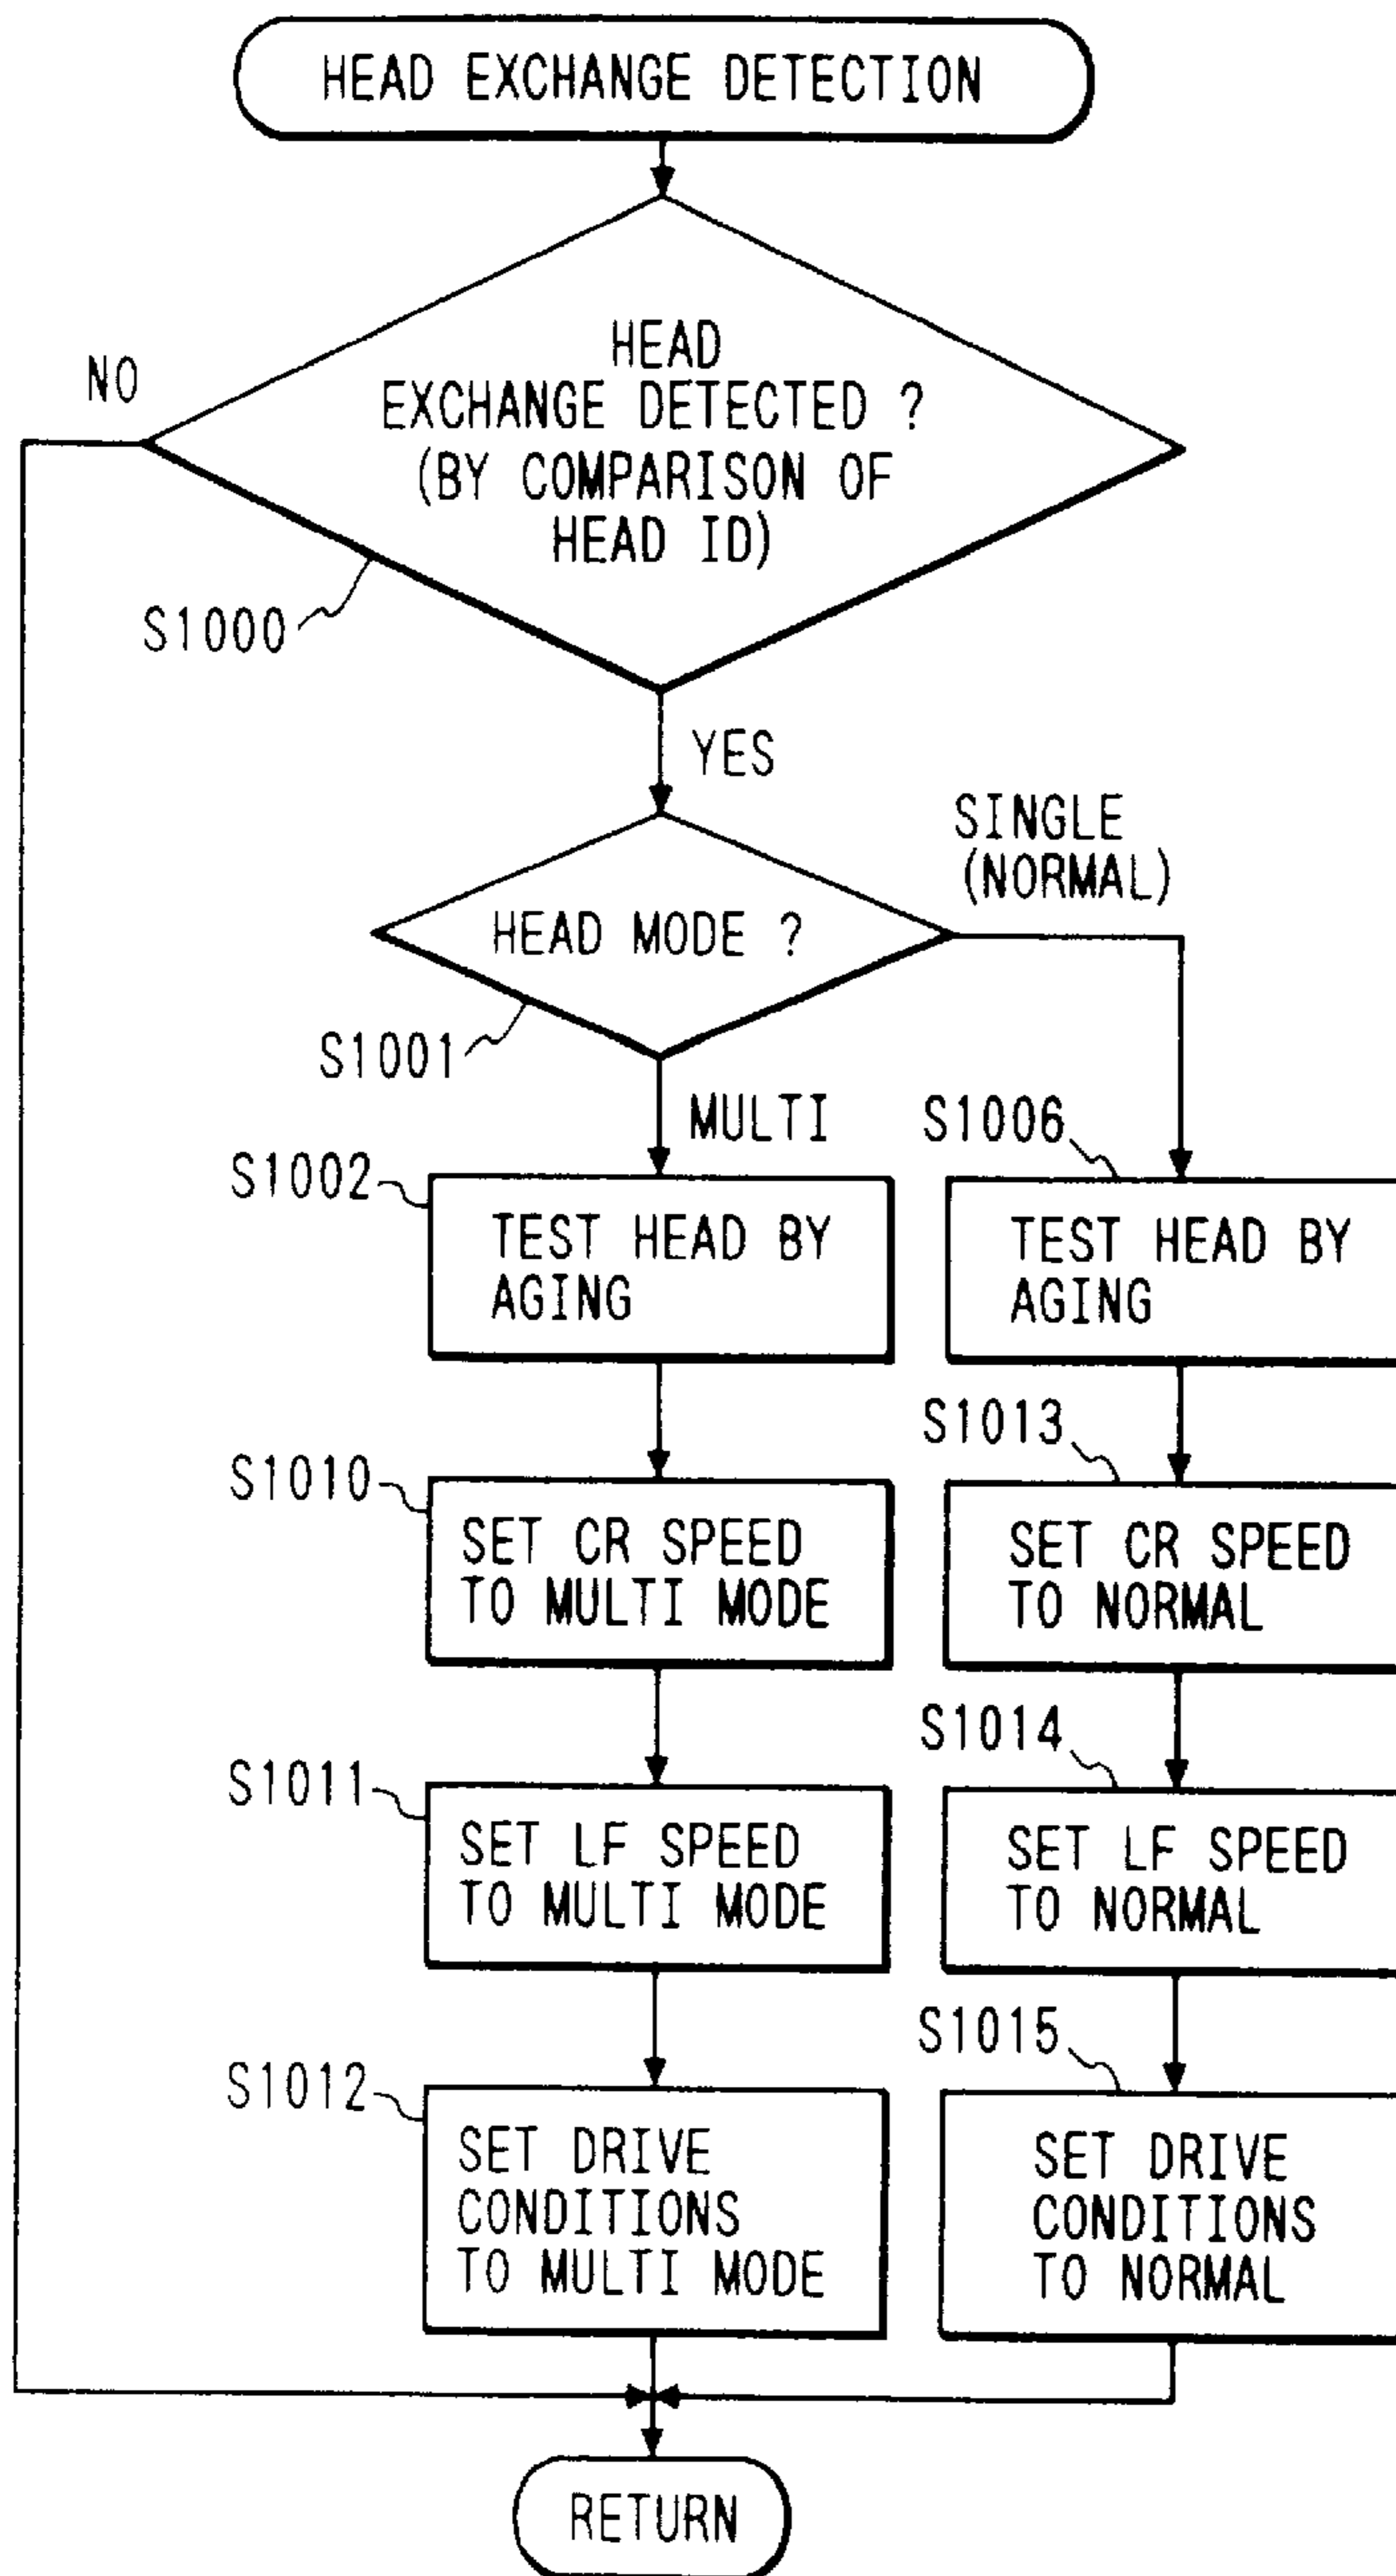 HEAD EXCHANGE DETECTION
HEAD
EXCHANGE DETECTED ?
(BY COMPARISON OF
HEAD ID)
NO
S1000
YES
SINGLE
(NORMAL)
HEAD MODE ?
S1001
MULTI
S1002
TEST HEAD BY
AGING
S1006
TEST HEAD BY
AGING
S1010
SET CR SPEED
TO MULTI MODE
S1013
SET CR SPEED
TO NORMAL
S1011
SET LF SPEED
TO MULTI MODE
S1014
SET LF SPEED
TO NORMAL
S1012
SET DRIVE
CONDITIONS
TO MULTI MODE
S1015
SET DRIVE
CONDITIONS
TO NORMAL
RETURN